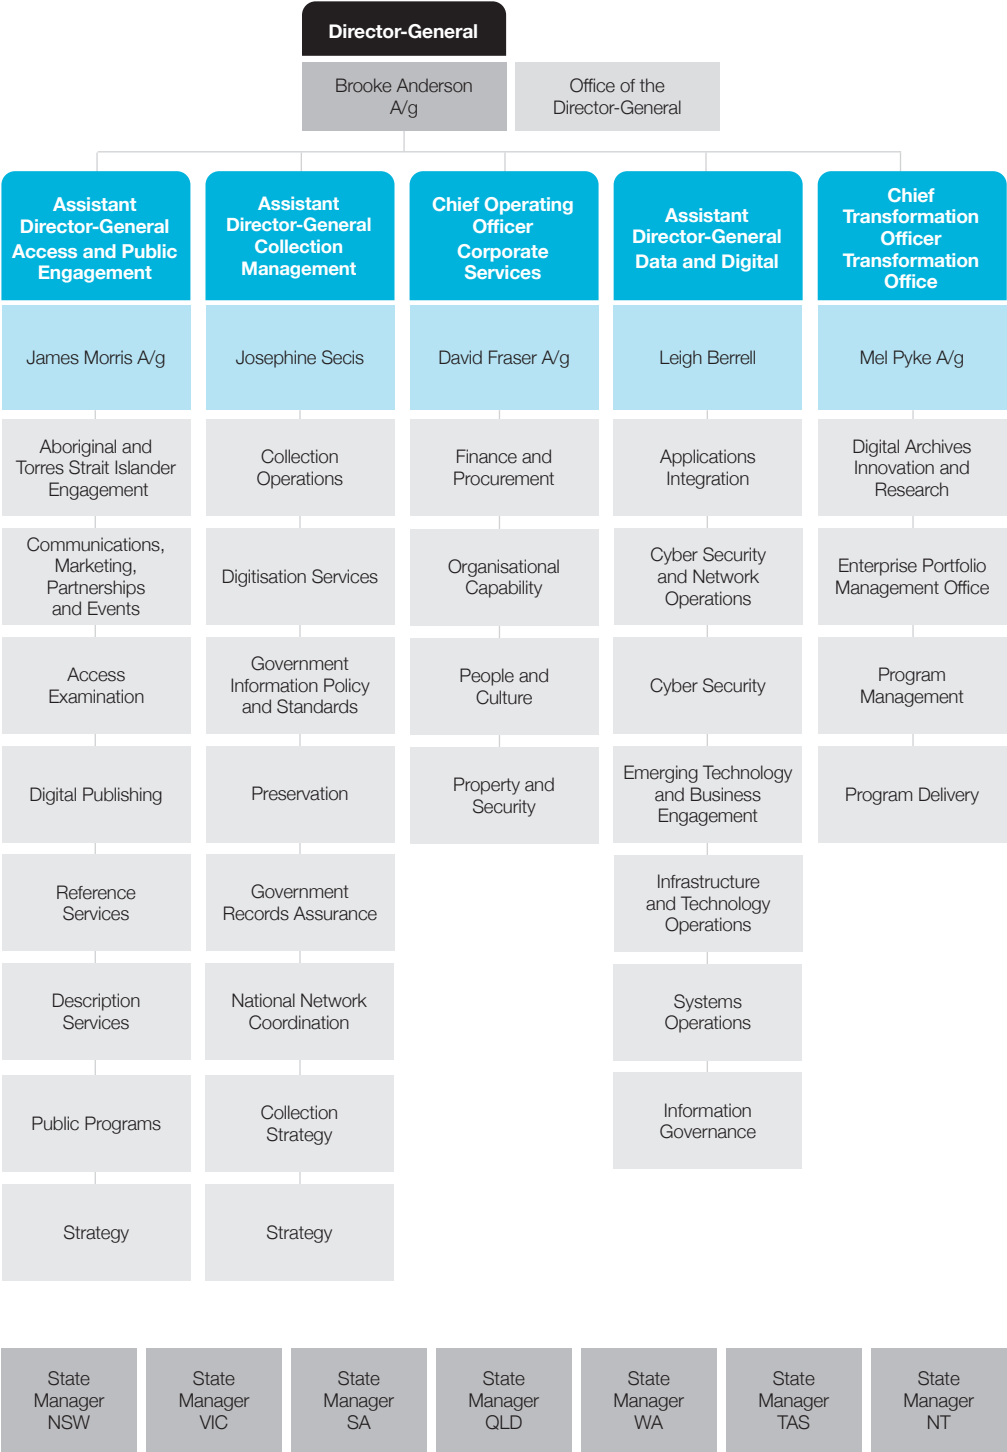 Director-General
Brooke Anderson
A/g
Office of the
Director-General
Assistant
Director-General
Access and Public
Engagement
Assistant
Director-General
Collection
Management
Chief Operating
Officer
Corporate
Services
Assistant
Director-General
Data and Digital
Chief
Transformation
Officer
Transformation
Office
James Morris A/g
Josephine Secis
David Fraser A/g
Leigh Berrell
Mel Pyke A/g
Aboriginal and
Torres Strait Islander
Engagement
Collection
Operations
Finance and
Procurement
Applications
Integration
Digital Archives
Innovation and
Research
Communications,
Marketing,
Partnerships
and Events
Digitisation Services
Organisational
Capability
Cyber Security
and Network
Operations
Enterprise Portfolio
Management Office
Access
Examination
Government
Information Policy
and Standards
People and
Culture
Cyber Security
Program
Management
Digital Publishing
Preservation
Property and
Security
Emerging Technology
and Business
Engagement
Program Delivery
Reference
Services
Government
Records Assurance
Infrastructure
and Technology
Operations
Description
Services
National Network
Coordination
Systems
Operations
Public Programs
Collection
Strategy
Information
Governance
Strategy
Strategy
State
Manager
NSW
State
Manager
VIC
State
Manager
SA
State
Manager
QLD
State
Manager
WA
State
Manager
TAS
State
Manager
NT